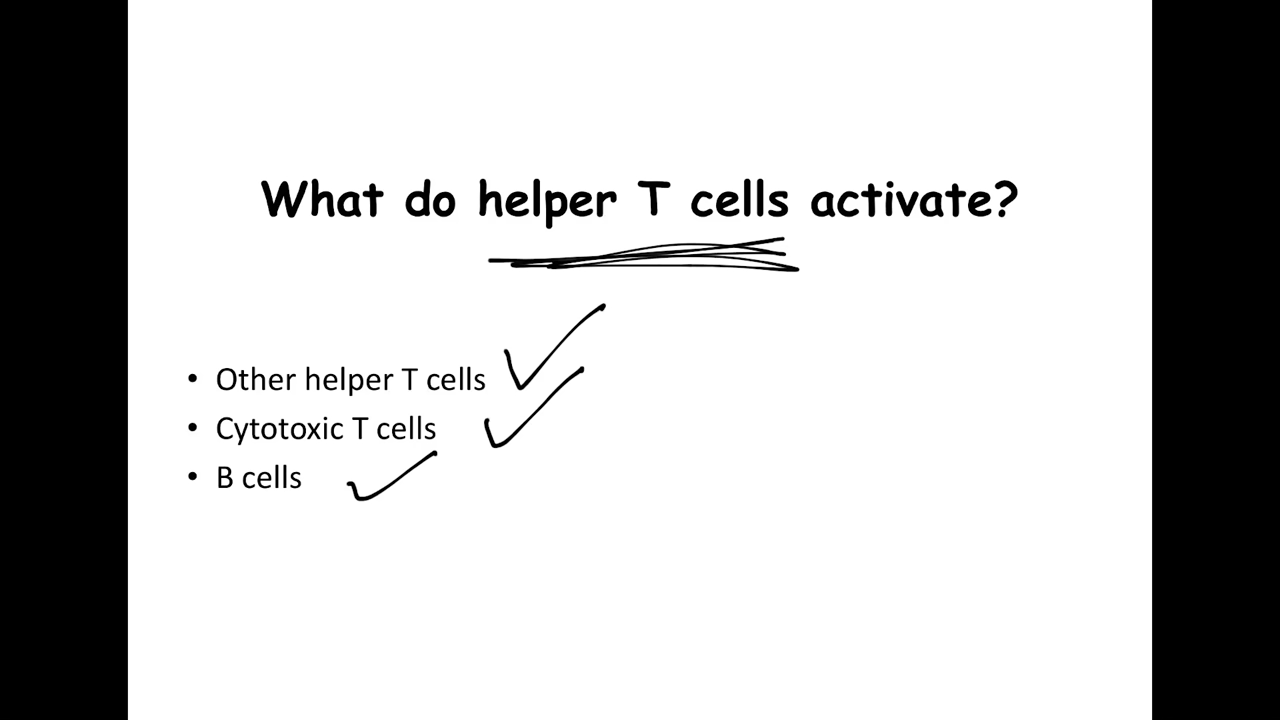 What do helper T cells activate?
• Other helper T cells
• Cytotoxic T cells
• B cells